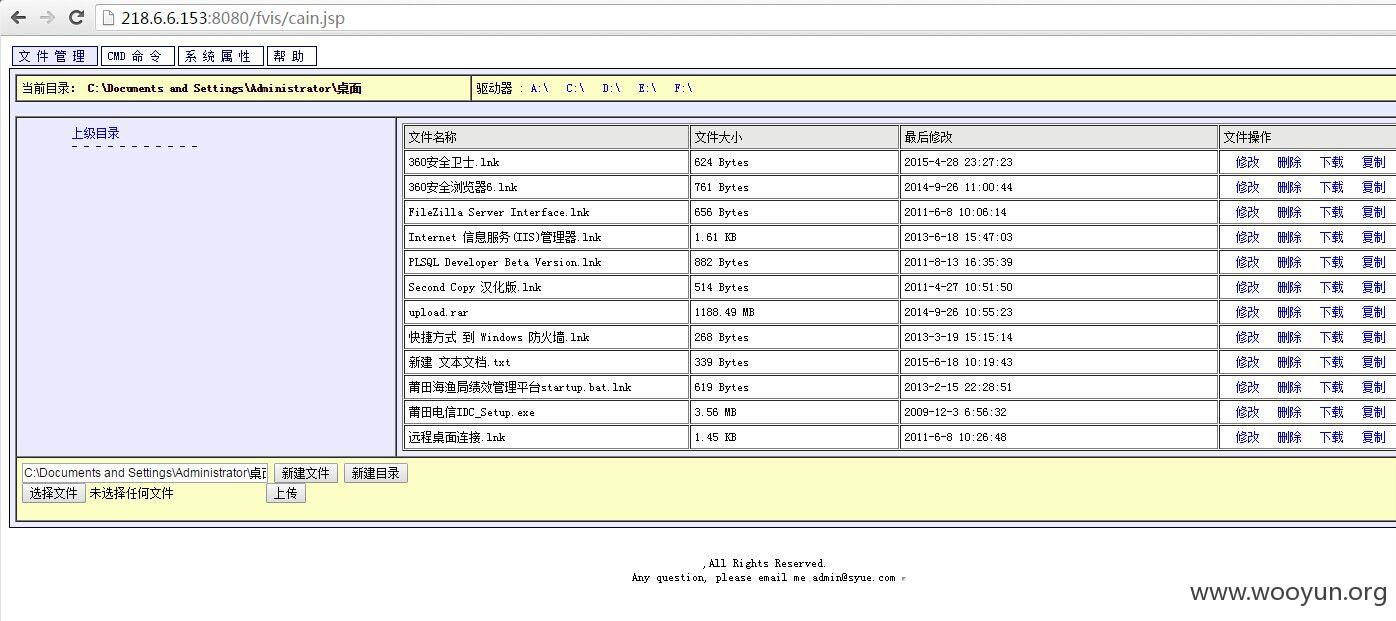 218.6.6.153:8080/fvis/cain.jsp
文件管理 CMD 命令 系统属性 帮助
当前目录： C:\Documents and Settings\Administrator\桌面 驱动器 : A:\ C:\ D:\ E:\ F:\
上级目录
- - - - - - - - - - -
文件名称 文件大小 最后修改 文件操作
360安全卫士.lnk 624 Bytes 2015-4-28 23:27:23 修改 删除 下载 复制
360安全浏览器6.lnk 761 Bytes 2014-9-26 11:00:44 修改 删除 下载 复制
FileZilla Server Interface.lnk 656 Bytes 2011-6-8 10:06:14 修改 删除 下载 复制
Internet 信息服务(IIS)管理器.lnk 1.61 KB 2013-6-18 15:47:03 修改 删除 下载 复制
PLSQL Developer Beta Version.lnk 882 Bytes 2011-8-13 16:35:39 修改 删除 下载 复制
Second Copy 汉化版.lnk 514 Bytes 2011-4-27 10:51:50 修改 删除 下载 复制
upload.rar 1188.49 MB 2014-9-26 10:55:23 修改 删除 下载 复制
快捷方式 到 Windows 防火墙.lnk 268 Bytes 2013-3-19 15:15:14 修改 删除 下载 复制
新建 文本文档.txt 339 Bytes 2015-6-18 10:19:43 修改 删除 下载 复制
莆田海渔局绩效管理平台startup.bat.lnk 619 Bytes 2013-2-15 22:28:51 修改 删除 下载 复制
莆田电信IDC_Setup.exe 3.56 MB 2009-12-3 6:56:32 修改 删除 下载 复制
远程桌面连接.lnk 1.45 KB 2011-6-8 10:26:48 修改 删除 下载 复制
C:\Documents and Settings\Administrator\桌面 新建文件 新建目录
选择文件 未选择任何文件 上传
,All Rights Reserved.
Any question, please email me admin@syue.com
www.wooyun.org